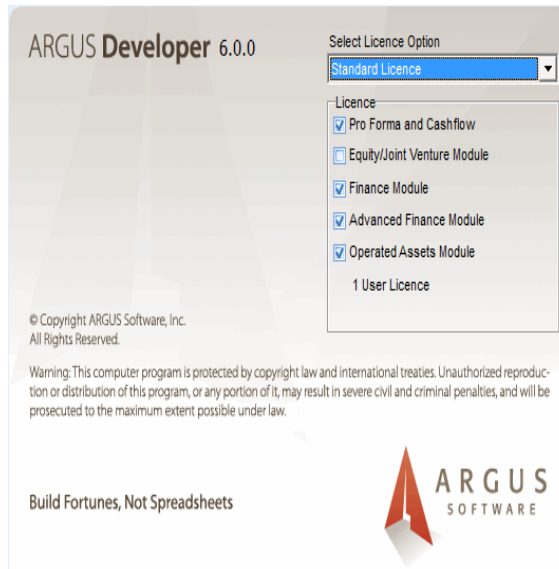 ARGUS Developer 6.0.0
Select Licence Option
Standard Licence
Licence
Pro Forma and Cashflow
Equity/Joint Venture Module
Finance Module
Advanced Finance Module
Operated Assets Module
1 User Licence
© Copyright ARGUS Software, Inc.
All Rights Reserved.
Warning: This computer program is protected by copyright law and international treaties. Unauthorized reproduc-
tion or distribution of this program, or any portion of it, may result in severe civil and criminal penalties, and will be
prosecuted to the maximum extent possible under law.
Build Fortunes, Not Spreadsheets
ARGUS
SOFTWARE